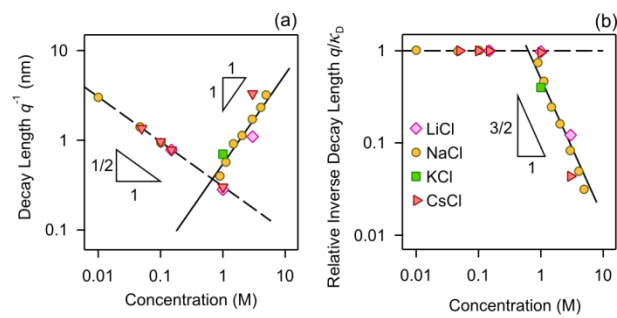 (a)
Decay Length q⁻¹ (nm)
10
1
0.1
1
1
1/2
1
0.01
0.1
1
10
Concentration (M)
(b)
Relative Inverse Decay Length q/κD
1
0.1
0.01
3/2
1
LiCl
NaCl
KCl
CsCl
0.01
0.1
1
10
Concentration (M)